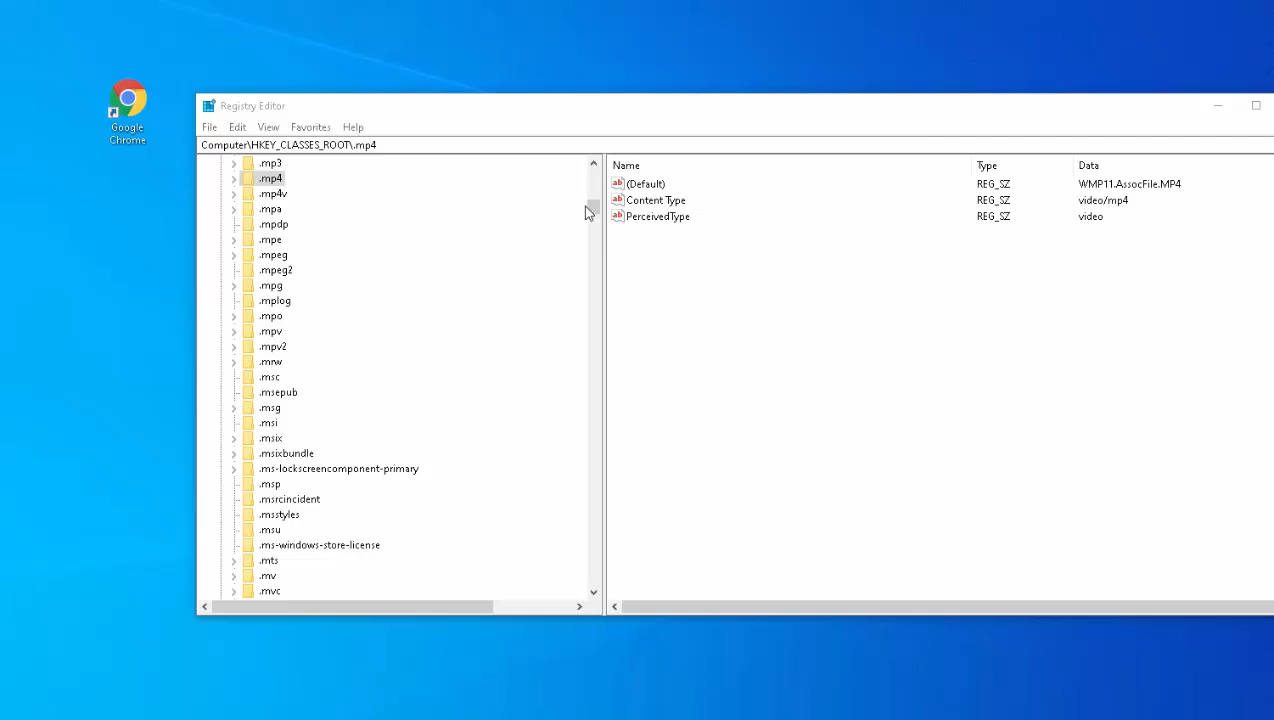 Google
Chrome
Registry Editor
File Edit View Favorites Help
Computer\HKEY_CLASSES_ROOT\.mp4
.mp3
.mp4
.mp4v
.mpa
.mpdp
.mpe
.mpeg
.mpeg2
.mpg
.mplog
.mpo
.mpv
.mpv2
.mrw
.msc
.msepub
.msg
.msi
.msix
.msixbundle
.ms-lockscreencomponent-primary
.msp
.msrcincident
.msstyles
.msu
.ms-windows-store-license
.mts
.mv
.mvc
Name Type Data
ab (Default) REG_SZ WMP11.AssocFile.MP4
ab Content Type REG_SZ video/mp4
ab PerceivedType REG_SZ video